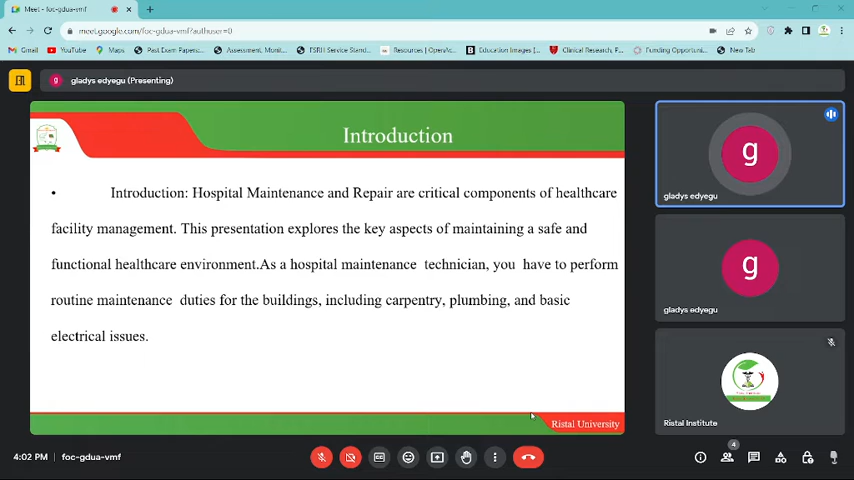 Meet - foc-gdua-vmf
meet.google.com/foc-gdua-vmf?authuser=0
Gmail
YouTube
Maps
Past Exam Papers...
Assessment, Monit...
FSRH Service Stand...
Resources | OpenAc...
Education Images |...
Clinical Research, F...
Funding Opportuni...
New Tab
gladys edyegu (Presenting)
Introduction
• Introduction: Hospital Maintenance and Repair are critical components of healthcare
facility management. This presentation explores the key aspects of maintaining a safe and
functional healthcare environment.As a hospital maintenance technician, you have to perform
routine maintenance duties for the buildings, including carpentry, plumbing, and basic
electrical issues.
Ristal University
g
gladys edyegu
g
gladys edyegu
Ristal Institute
4:02 PM
foc-gdua-vmf
4